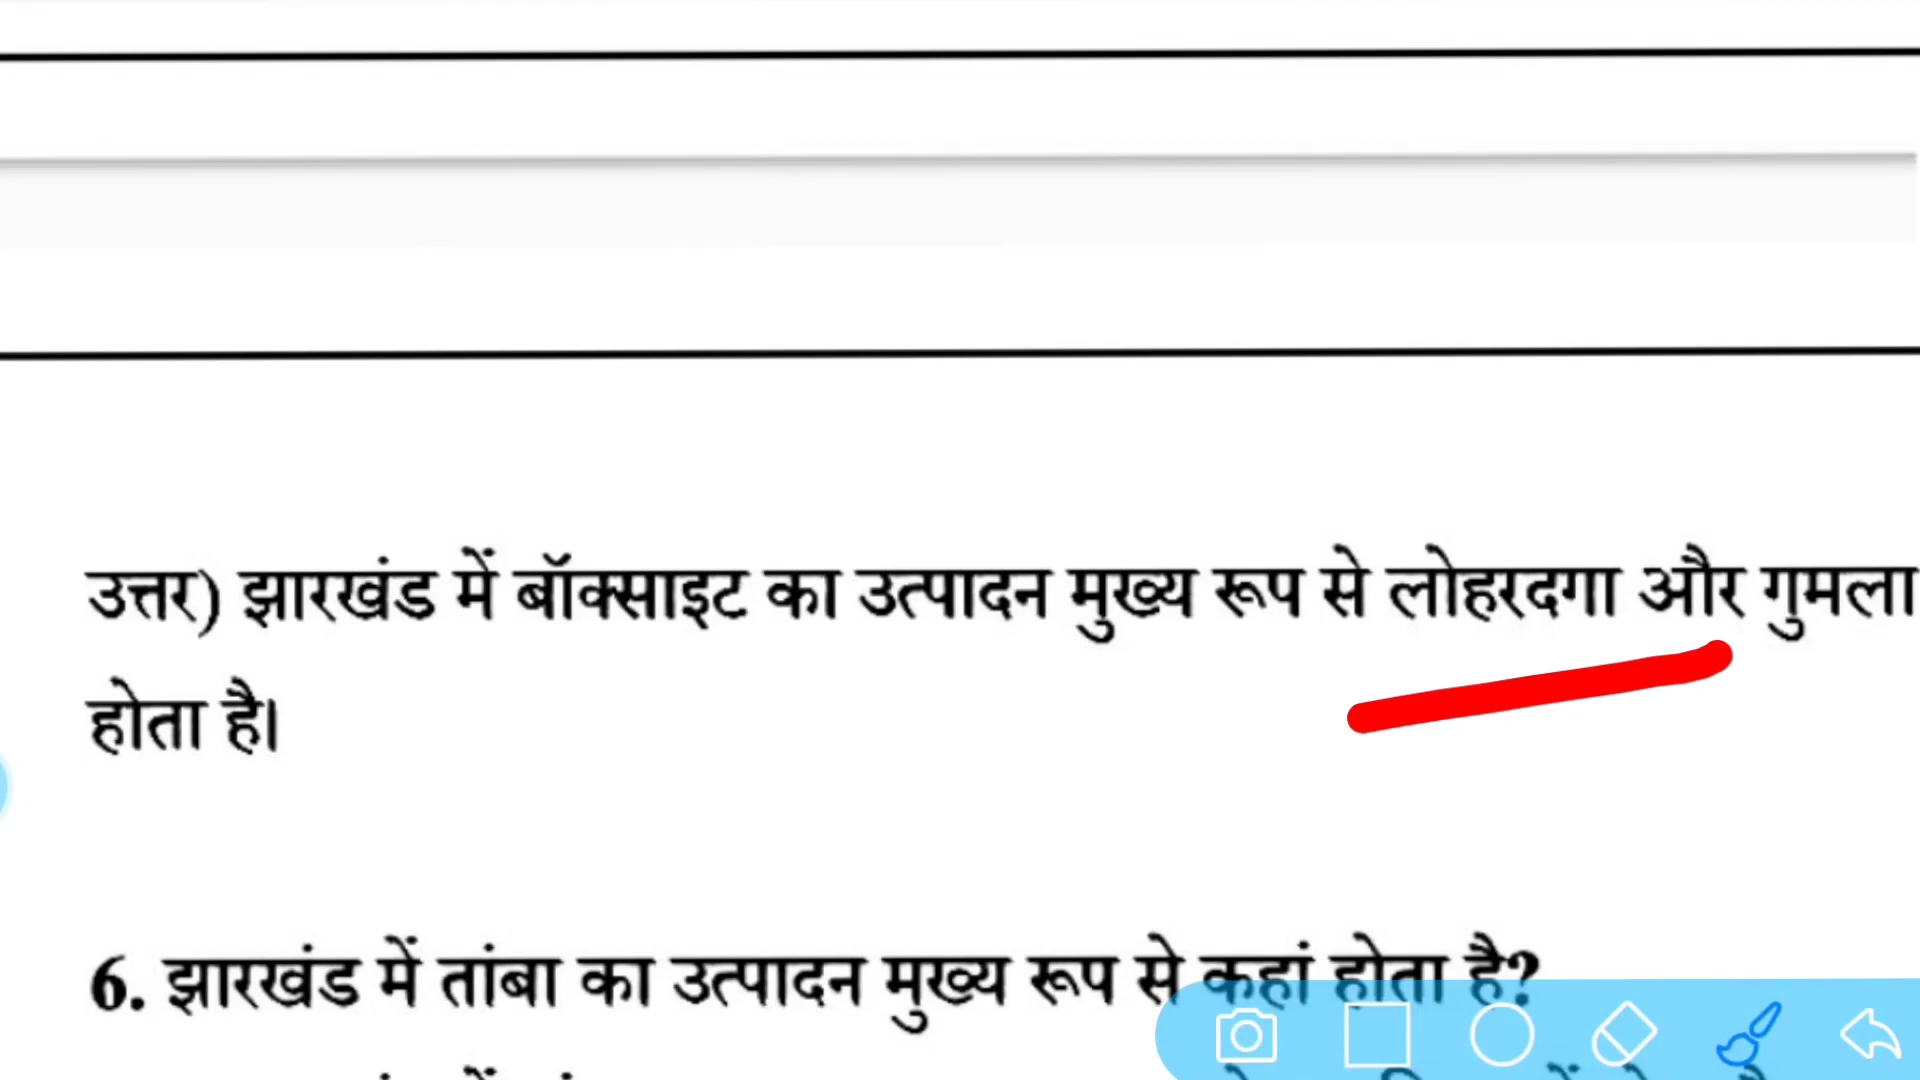 उत्तर) झारखंड में बॉक्साइट का उत्पादन मुख्य रूप से लोहरदगा और गुमला
होता है।
6. झारखंड में तांबा का उत्पादन मुख्य रूप से कहां होता है?